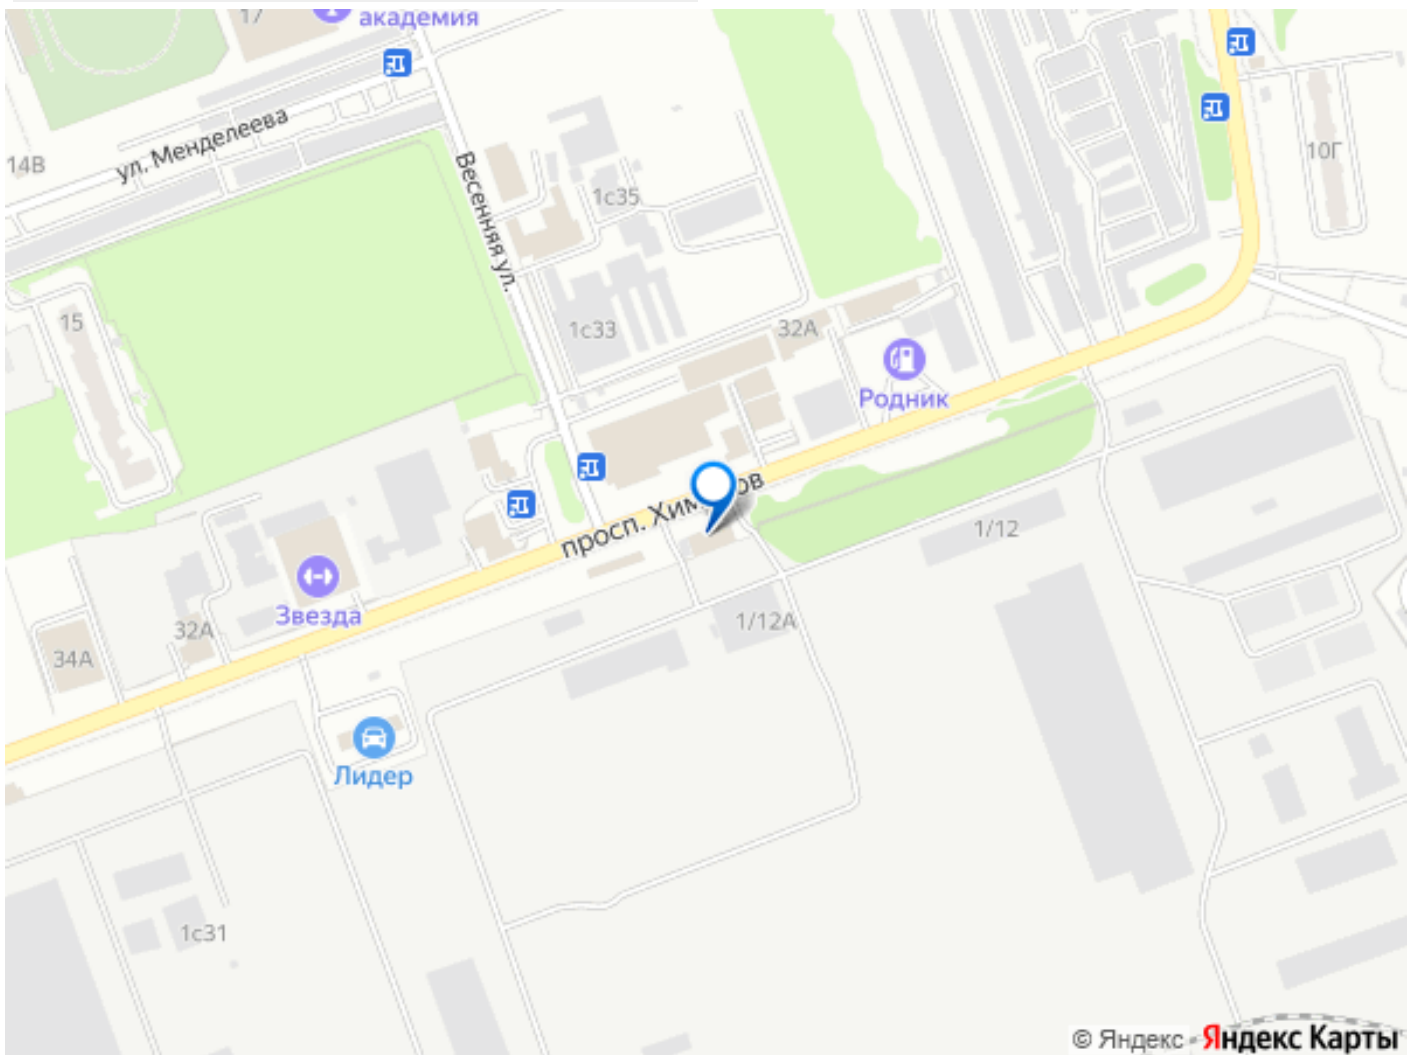 17
академия
ул. Менделеева
14В
Весенняя ул.
1с35
10Г
15
1с33
32А
Родник
просп. Хим
ов
1/12
Звезда
32А
1/12А
34А
Лидер
1с31
© Яндекс
Яндекс Карты